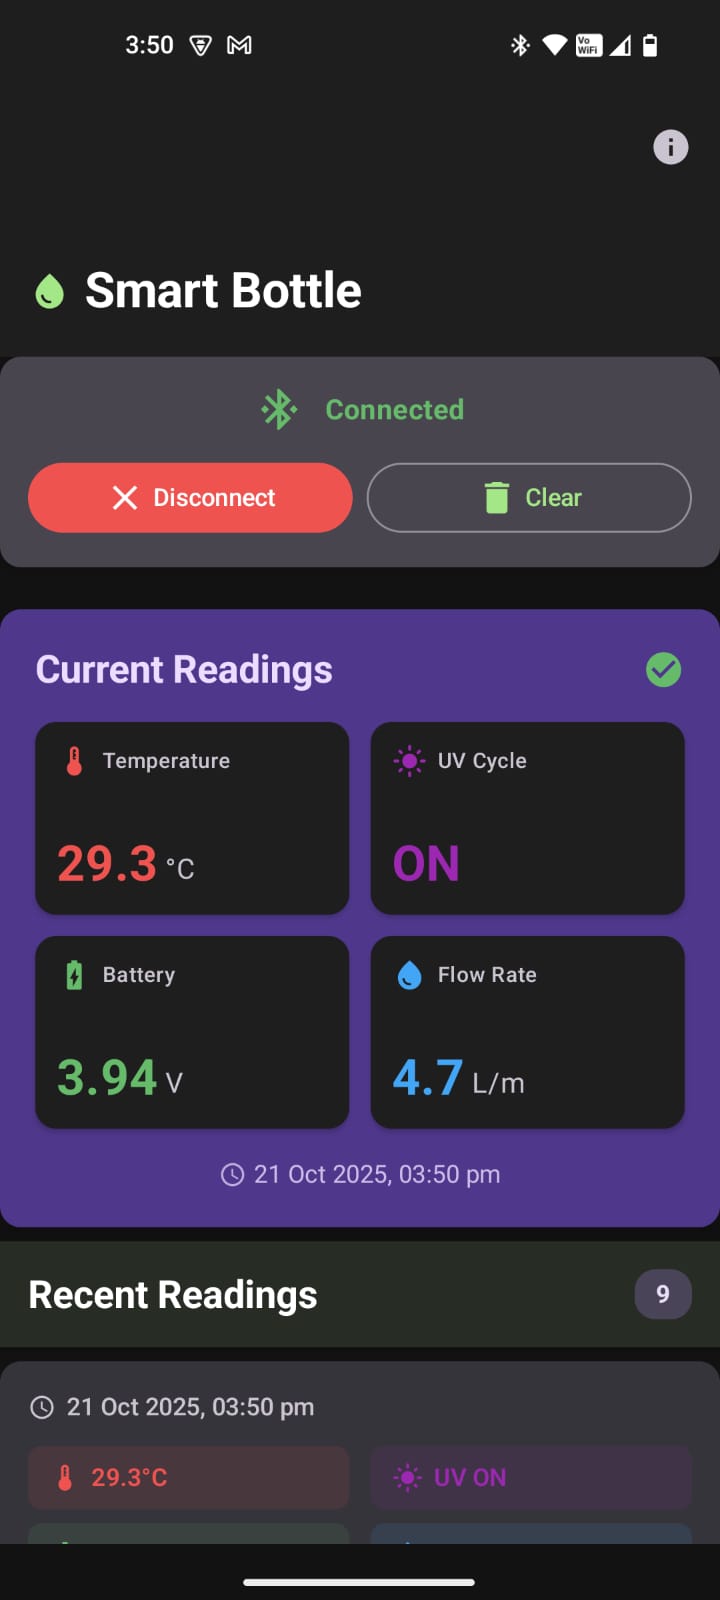 3:50
Vo
WiFi
Smart Bottle
Connected
Disconnect
Clear
Current Readings
Temperature
UV Cycle
29.3 °C
ON
Battery
Flow Rate
3.94 V
4.7 L/m
21 Oct 2025, 03:50 pm
Recent Readings
9
21 Oct 2025, 03:50 pm
29.3°C
UV ON